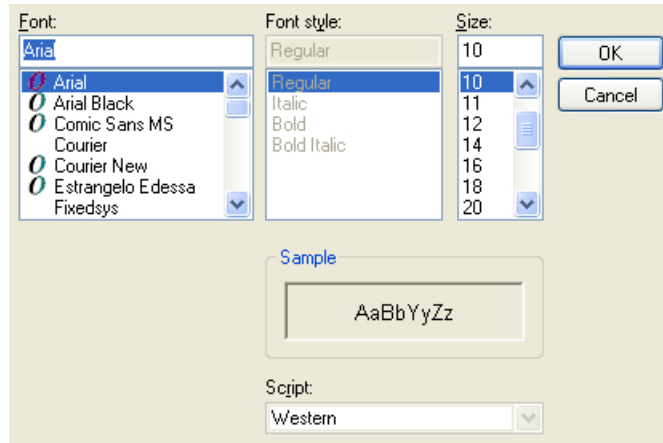 Font:
Arial
Arial
Arial Black
Comic Sans MS
Courier
Courier New
Estrangelo Edessa
Fixedsys
Font style:
Regular
Regular
Italic
Bold
Bold Italic
Size:
10
10
11
12
14
16
18
20
OK
Cancel
Sample
AaBbYyZz
Script:
Western